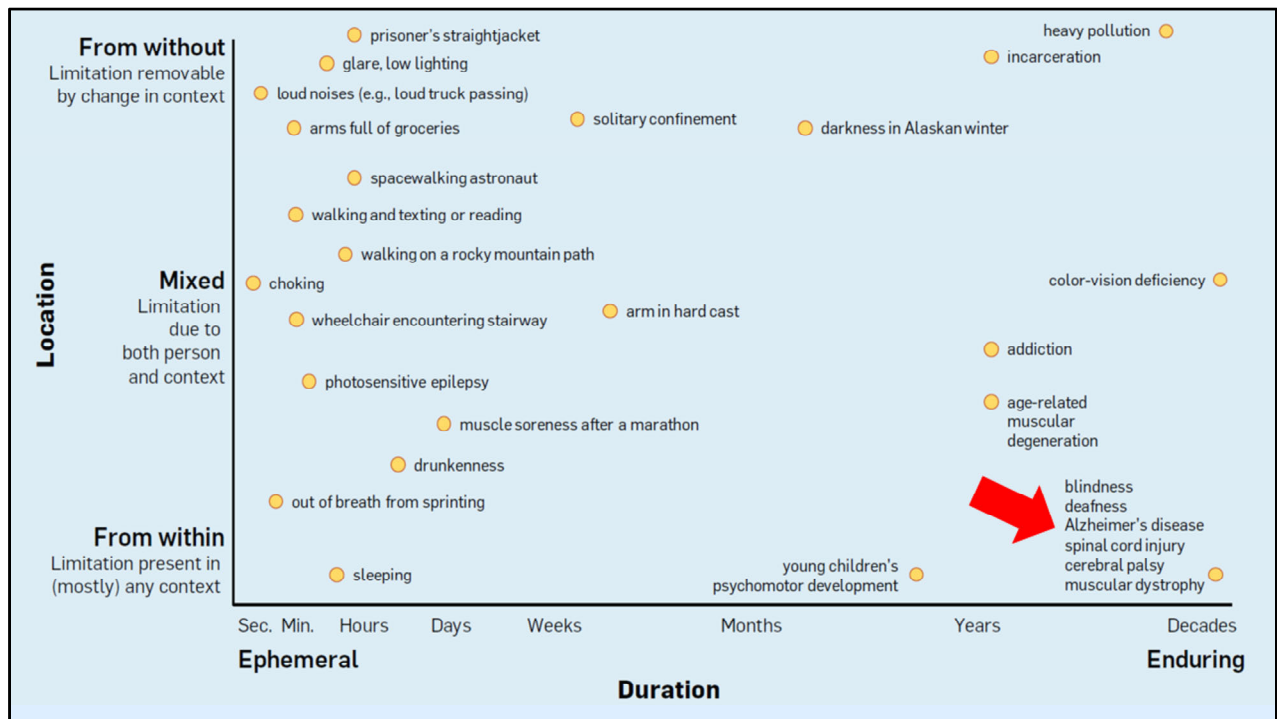 From without
Limitation removable
by change in context
prisoner's straightjacket
heavy pollution
glare, low lighting
incarceration
loud noises (e.g., loud truck passing)
arms full of groceries
solitary confinement
darkness in Alaskan winter
spacewalking astronaut
walking and texting or reading
walking on a rocky mountain path
Location
Mixed
Limitation
due to
both person
and context
choking
color-vision deficiency
wheelchair encountering stairway
arm in hard cast
addiction
photosensitive epilepsy
age-related
muscular
degeneration
muscle soreness after a marathon
drunkenness
out of breath from sprinting
blindness
deafness
Alzheimer's disease
spinal cord injury
cerebral palsy
muscular dystrophy
From within
Limitation present in
(mostly) any context
sleeping
young children's
psychomotor development
Sec. Min. Hours Days Weeks Months Years Decades
Ephemeral
Enduring
Duration